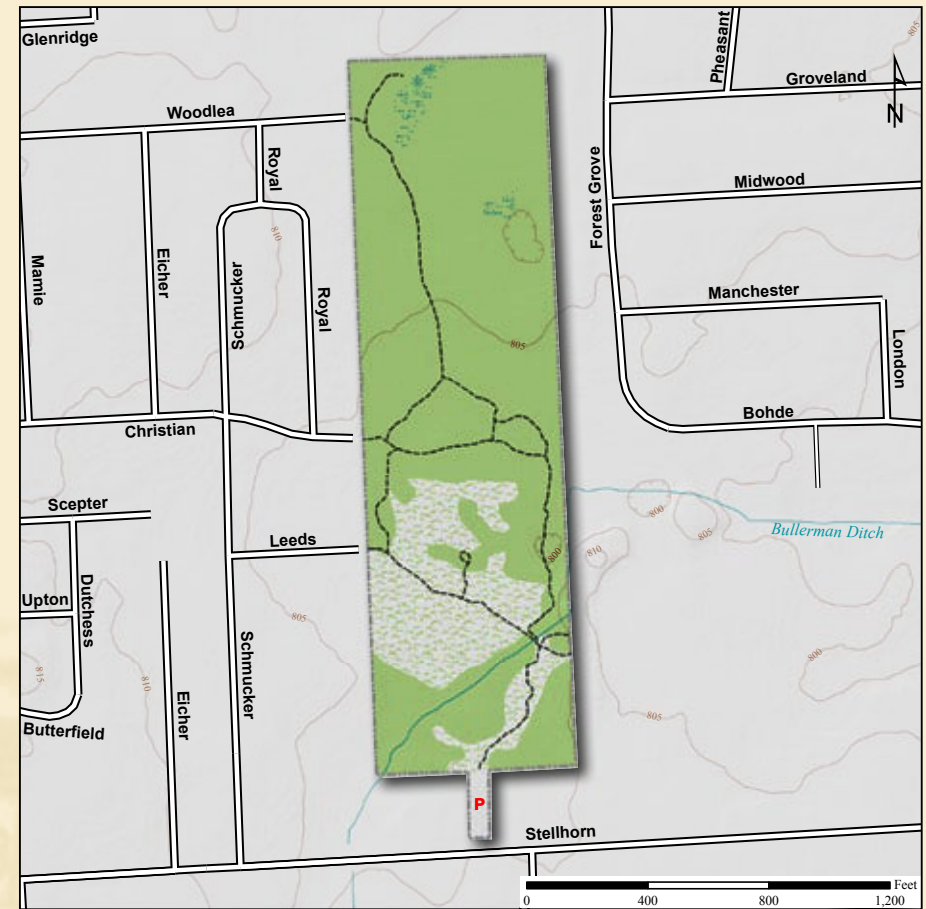 Glenridge
Pheasant
805
Groveland
N
Woodlea
Royal
Forest Grove
Midwood
810
Mamie
Eicher
Schmucker
Royal
Manchester
805
London
Christian
Bohde
Scepter
800
805
Bullerman Ditch
Leeds
800
810
Upton
Dutchess
805
Schmucker
800
815
810
Eicher
805
Butterfield
P
Stellhorn
Feet
0 400 800 1,200